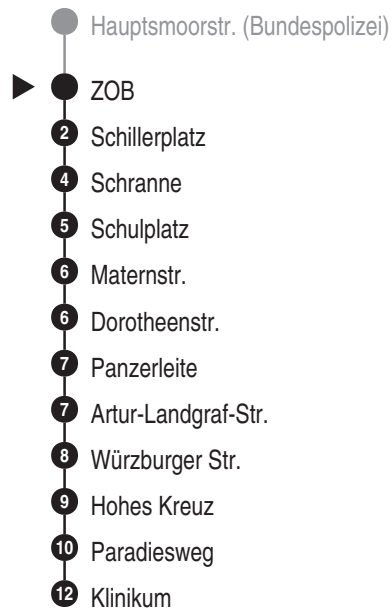 Hauptsmoorstr. (Bundespolizei)
ZOB
2 Schillerplatz
4 Schranne
5 Schulplatz
6 Maternstr.
6 Dorotheenstr.
7 Panzerleite
7 Artur-Landgraf-Str.
8 Würzburger Str.
9 Hohes Kreuz
10 Paradiesweg
12 Klinikum